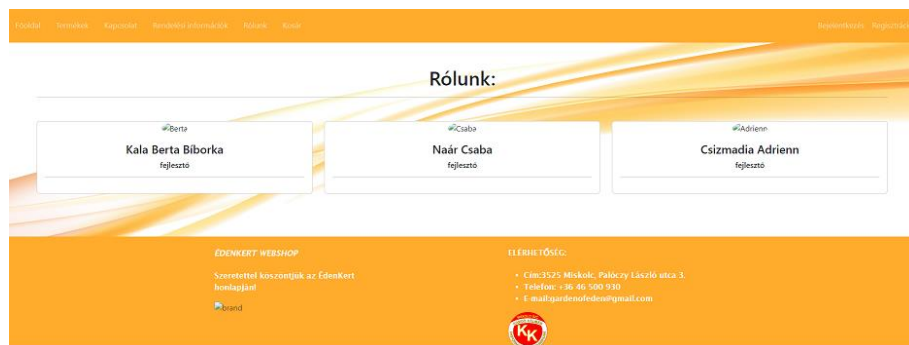 Főoldal Termékek Kapcsolat Rendelési információk Rólunk Kosár Bejelentkezés Regisztráció
Rólunk:
Berta
Csaba
Adrienn
Kala Berta Bíborka
Naár Csaba
Csizmadia Adrienn
fejlesztő
fejlesztő
fejlesztő
ÉDENKERT WEBSHOP
Szeretettel köszöntjük az ÉdenKert
honlapján!
brand
ELÉRHETŐSÉG:
Cím:3525 Miskolc, Palóczy László utca 3.
Telefon: +36 46 500 930
E-mail:gardenofeden@gmail.com
KK